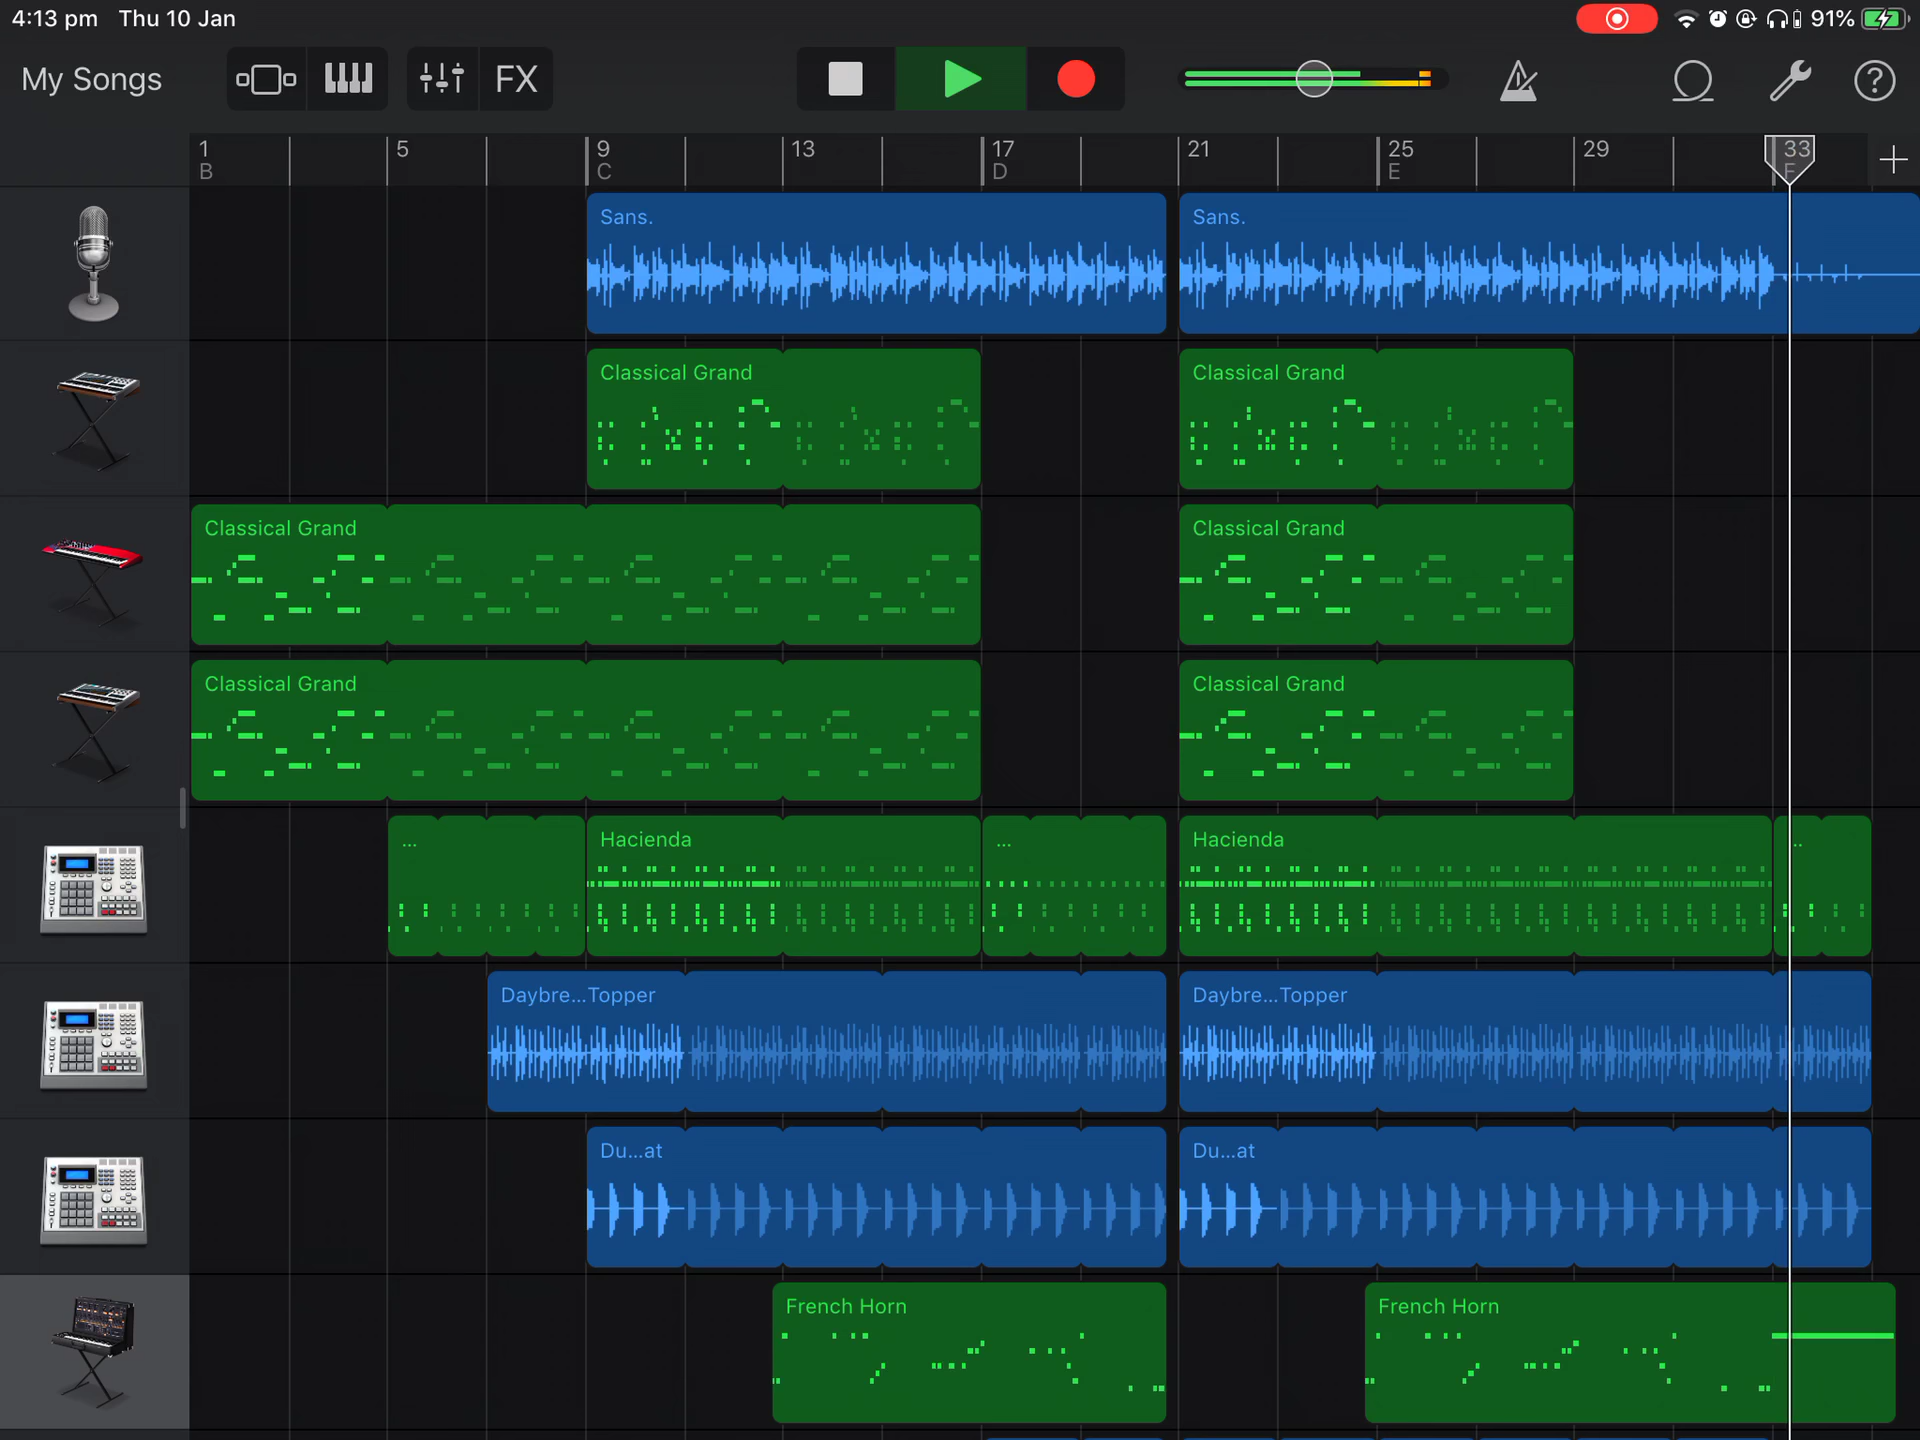 4:13 pm Thu 10 Jan
91%
My Songs
FX
?
1 5 9 13 17 21 25 29 33
B C D E F
Sans. Sans.
Classical Grand Classical Grand
Classical Grand Classical Grand
Classical Grand Classical Grand
... Hacienda ... Hacienda ..
Daybre...Topper Daybre...Topper
Du...at Du...at
French Horn French Horn